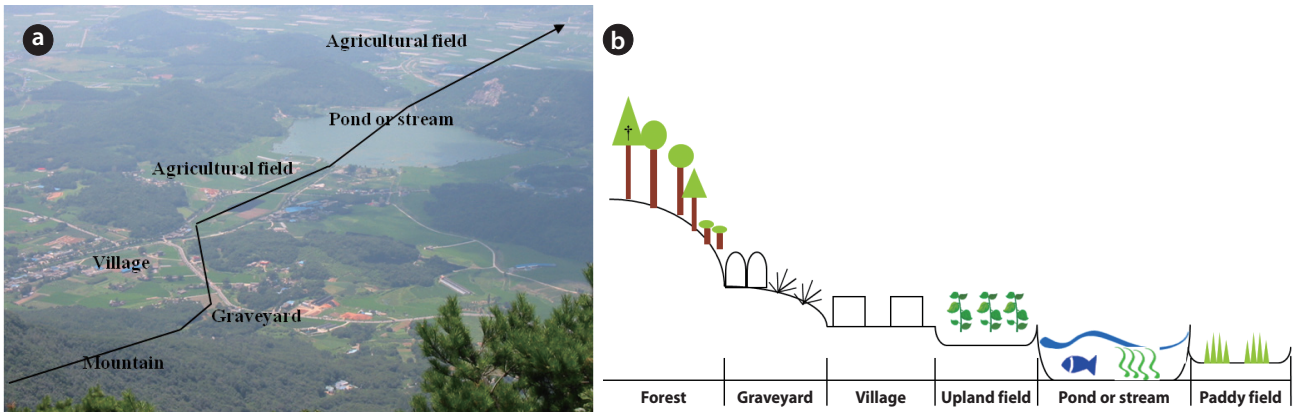 a
Agricultural field
Pond or stream
Agricultural field
Village
Graveyard
Mountain
b
†
Forest
Graveyard
Village
Upland field
Pond or stream
Paddy field